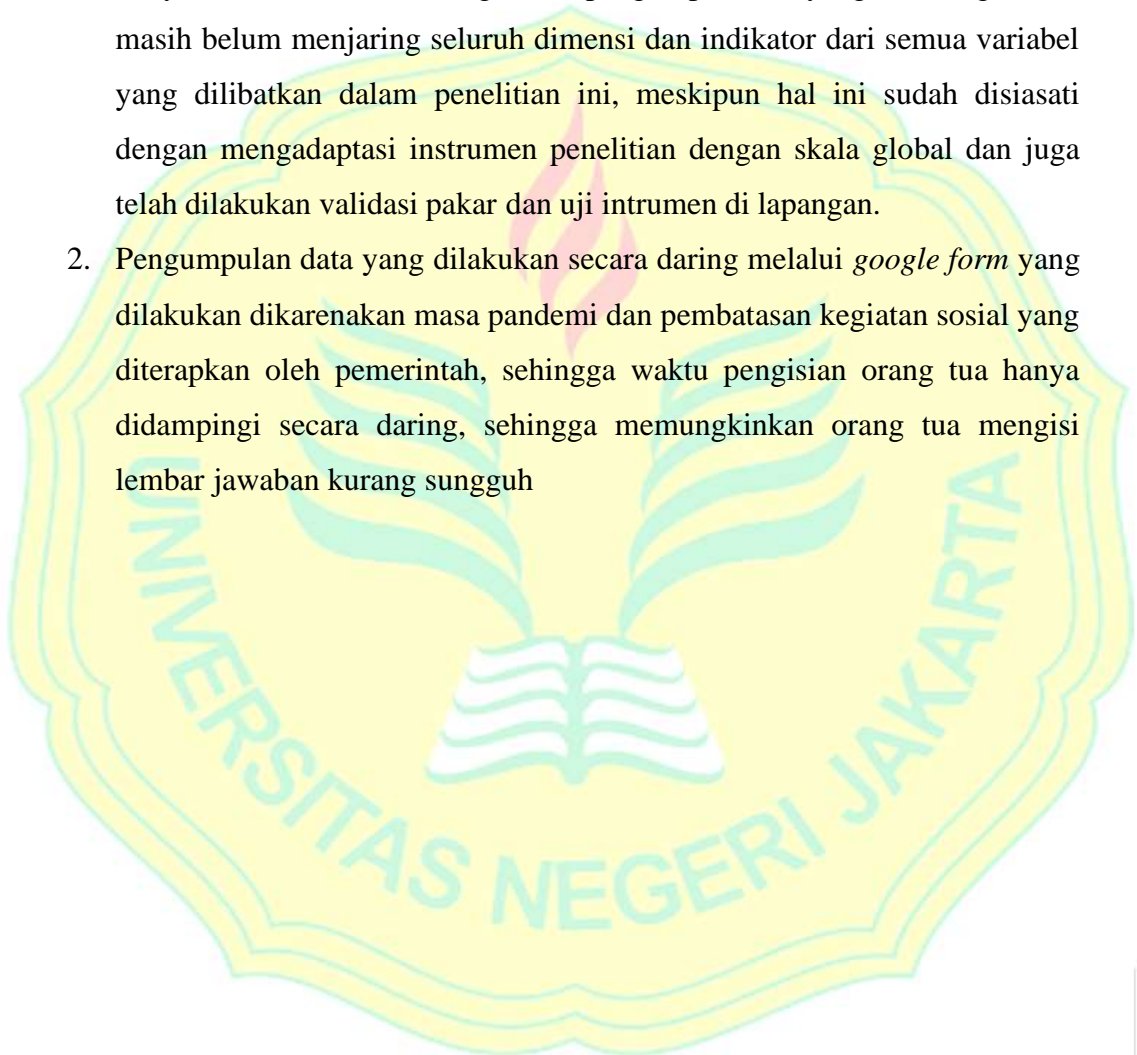 masih belum menjaring seluruh dimensi dan indikator dari semua variabel
yang dilibatkan dalam penelitian ini, meskipun hal ini sudah disiasati
dengan mengadaptasi instrumen penelitian dengan skala global dan juga
telah dilakukan validasi pakar dan uji intrumen di lapangan.
2. Pengumpulan data yang dilakukan secara daring melalui google form yang
dilakukan dikarenakan masa pandemi dan pembatasan kegiatan sosial yang
diterapkan oleh pemerintah, sehingga waktu pengisian orang tua hanya
didampingi secara daring, sehingga memungkinkan orang tua mengisi
lembar jawaban kurang sungguh
UNIVERSITAS NEGERI JAKARTA